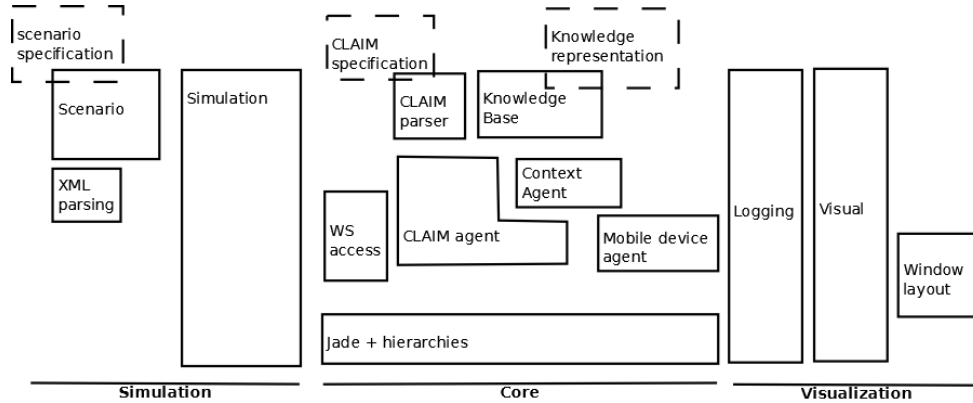 scenario
specification
Scenario
XML
parsing
Simulation
CLAIM
specification
Knowledge
representation
CLAIM
parser
Knowledge
Base
Context
Agent
WS
access
CLAIM agent
Mobile device
agent
Jade + hierarchies
Logging
Visual
Window
layout
Simulation
Core
Visualization